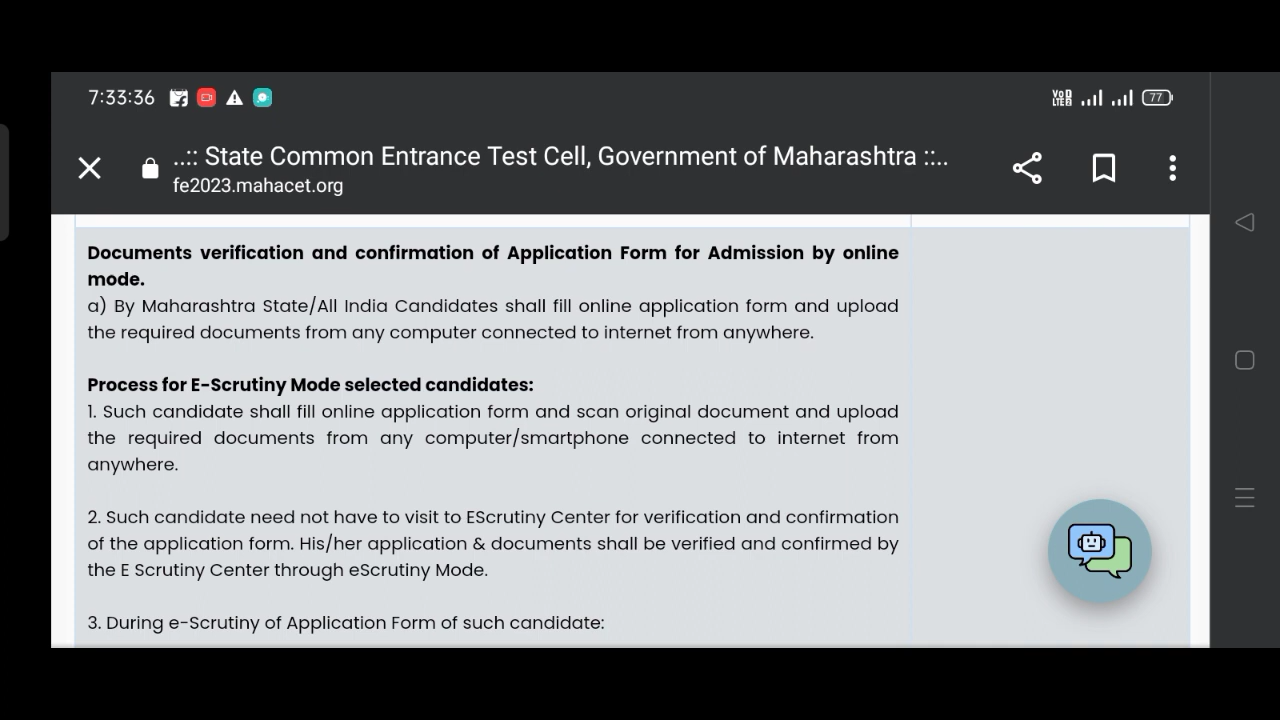 7:33:36
77
..:: State Common Entrance Test Cell, Government of Maharashtra ::..
fe2023.mahacet.org
Documents verification and confirmation of Application Form for Admission by online
mode.
a) By Maharashtra State/All India Candidates shall fill online application form and upload
the required documents from any computer connected to internet from anywhere.
Process for E-Scrutiny Mode selected candidates:
1. Such candidate shall fill online application form and scan original document and upload
the required documents from any computer/smartphone connected to internet from
anywhere.
2. Such candidate need not have to visit to EScrutiny Center for verification and confirmation
of the application form. His/her application & documents shall be verified and confirmed by
the E Scrutiny Center through eScrutiny Mode.
3. During e-Scrutiny of Application Form of such candidate: